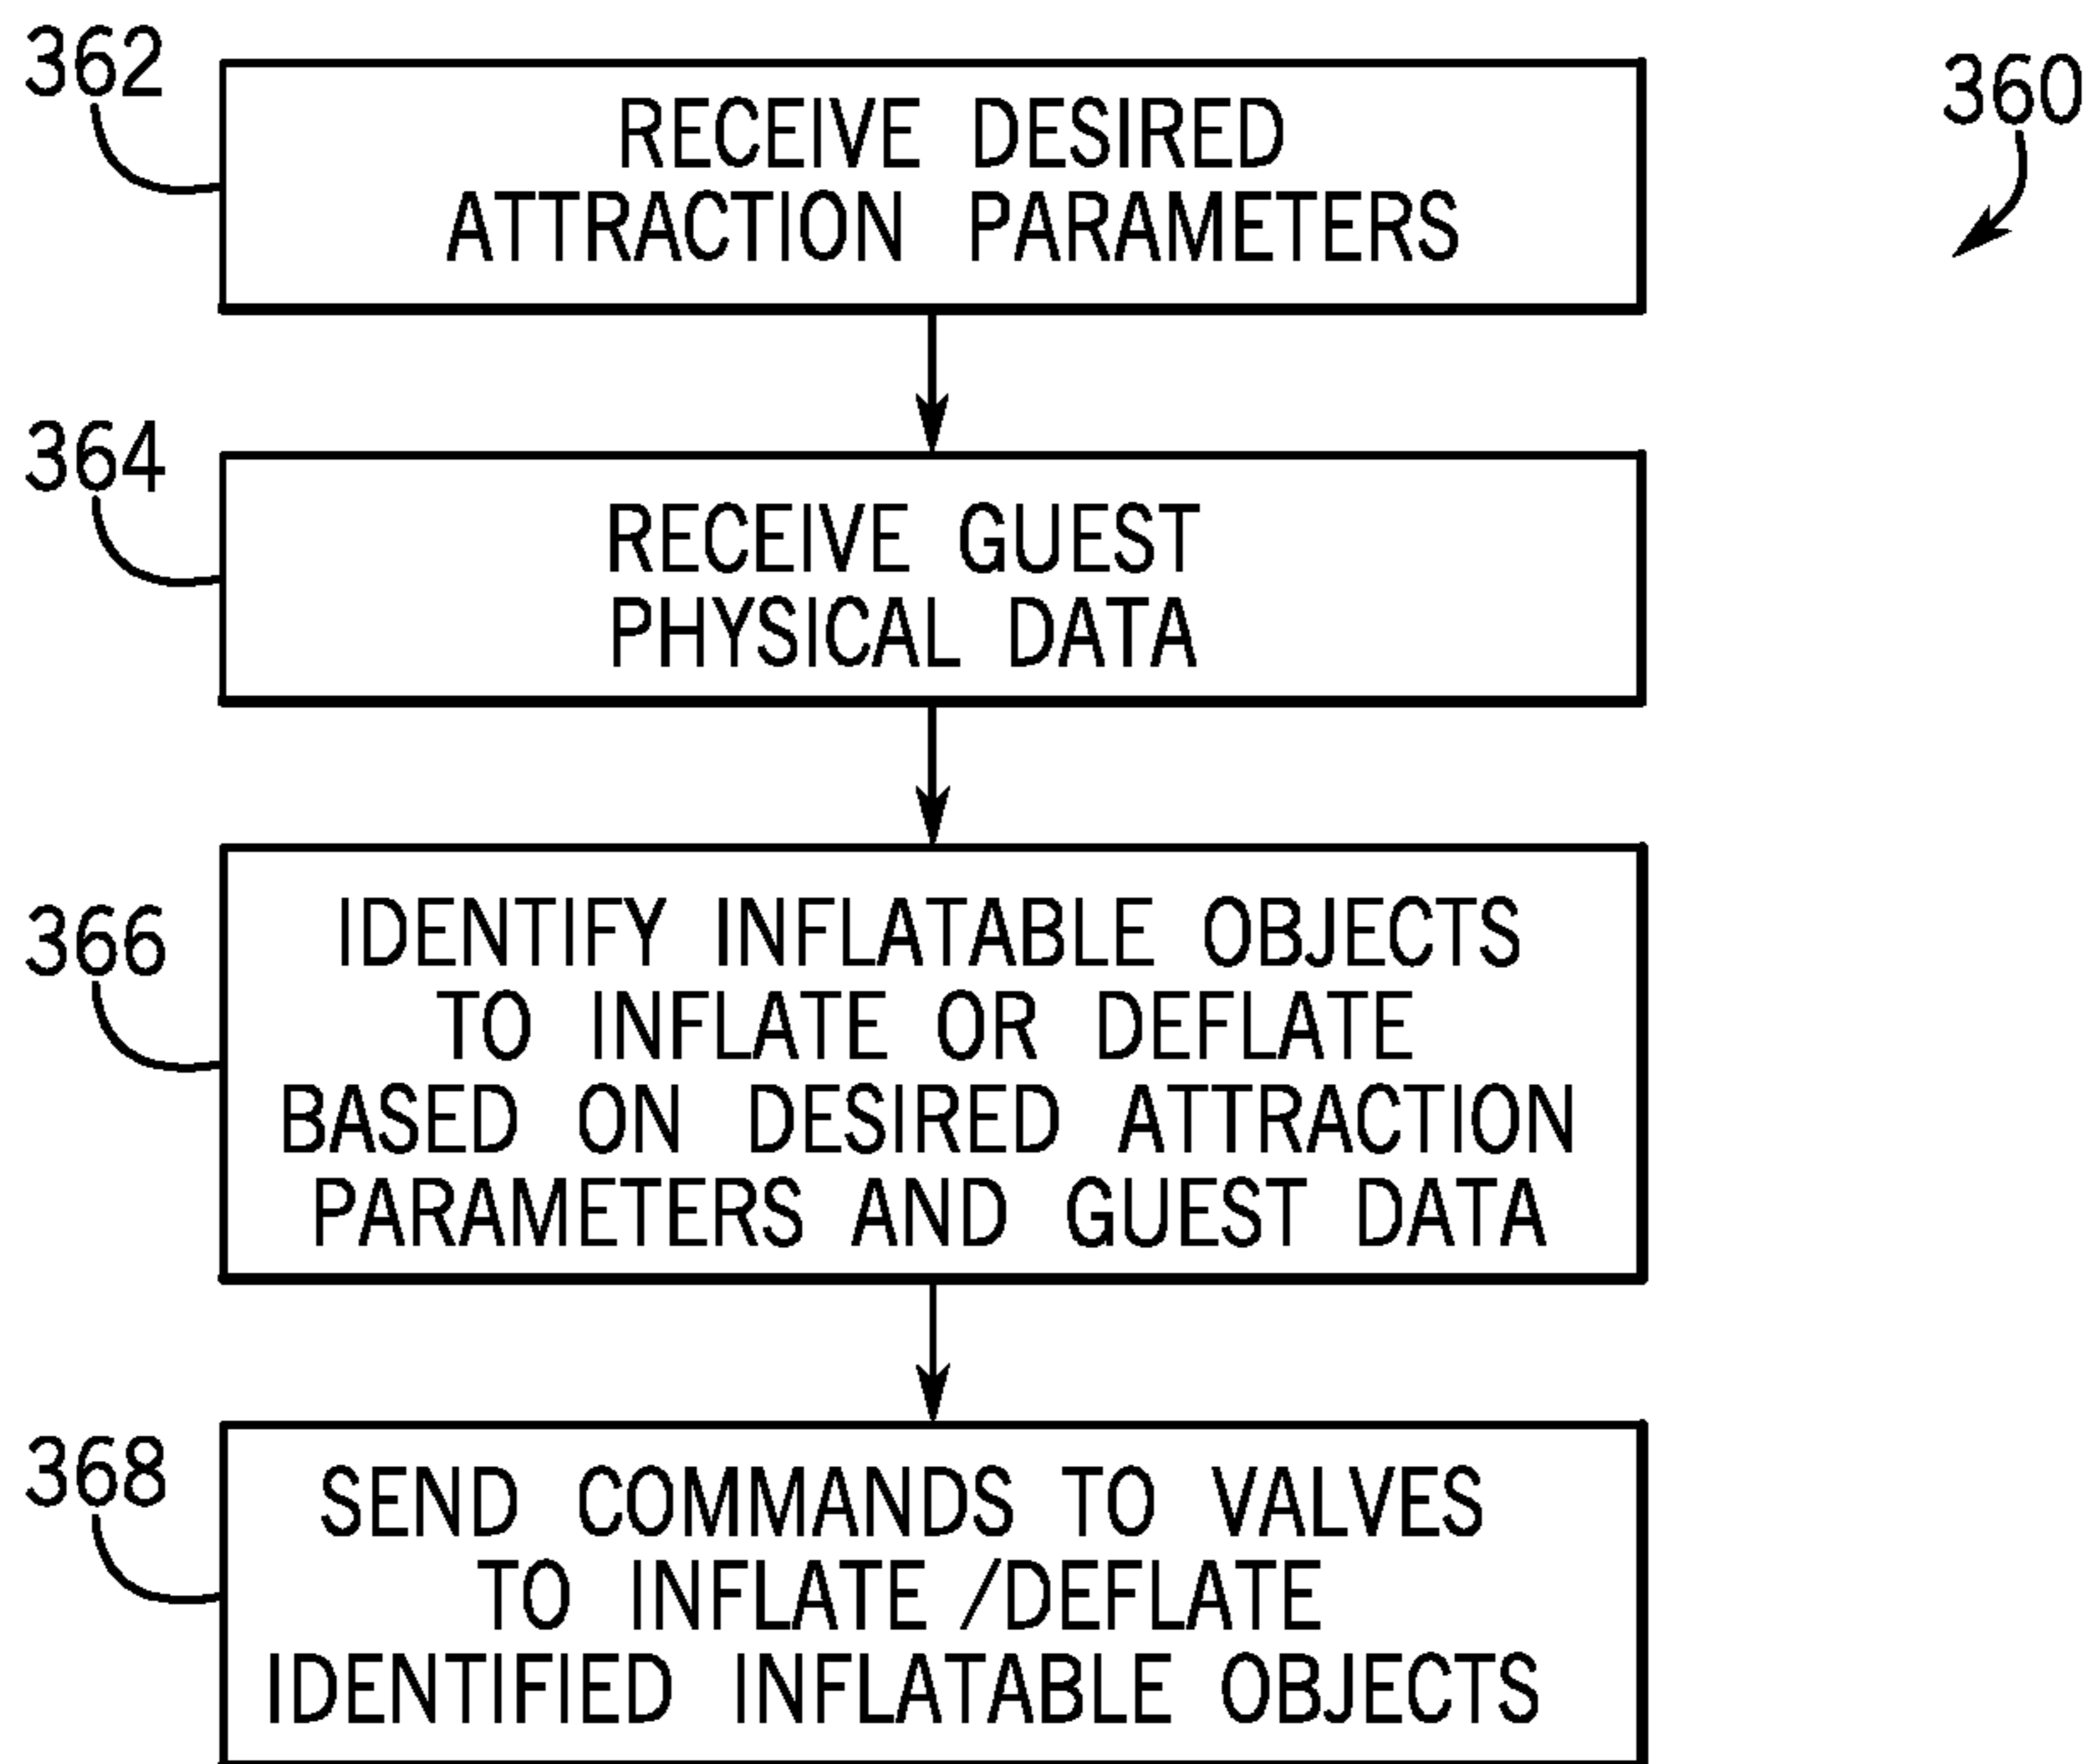 362
360
RECEIVE DESIRED
ATTRACTION PARAMETERS
364
RECEIVE GUEST
PHYSICAL DATA
366
IDENTIFY INFLATABLE OBJECTS
TO INFLATE OR DEFLATE
BASED ON DESIRED ATTRACTION
PARAMETERS AND GUEST DATA
368
SEND COMMANDS TO VALVES
TO INFLATE /DEFLATE
IDENTIFIED INFLATABLE OBJECTS